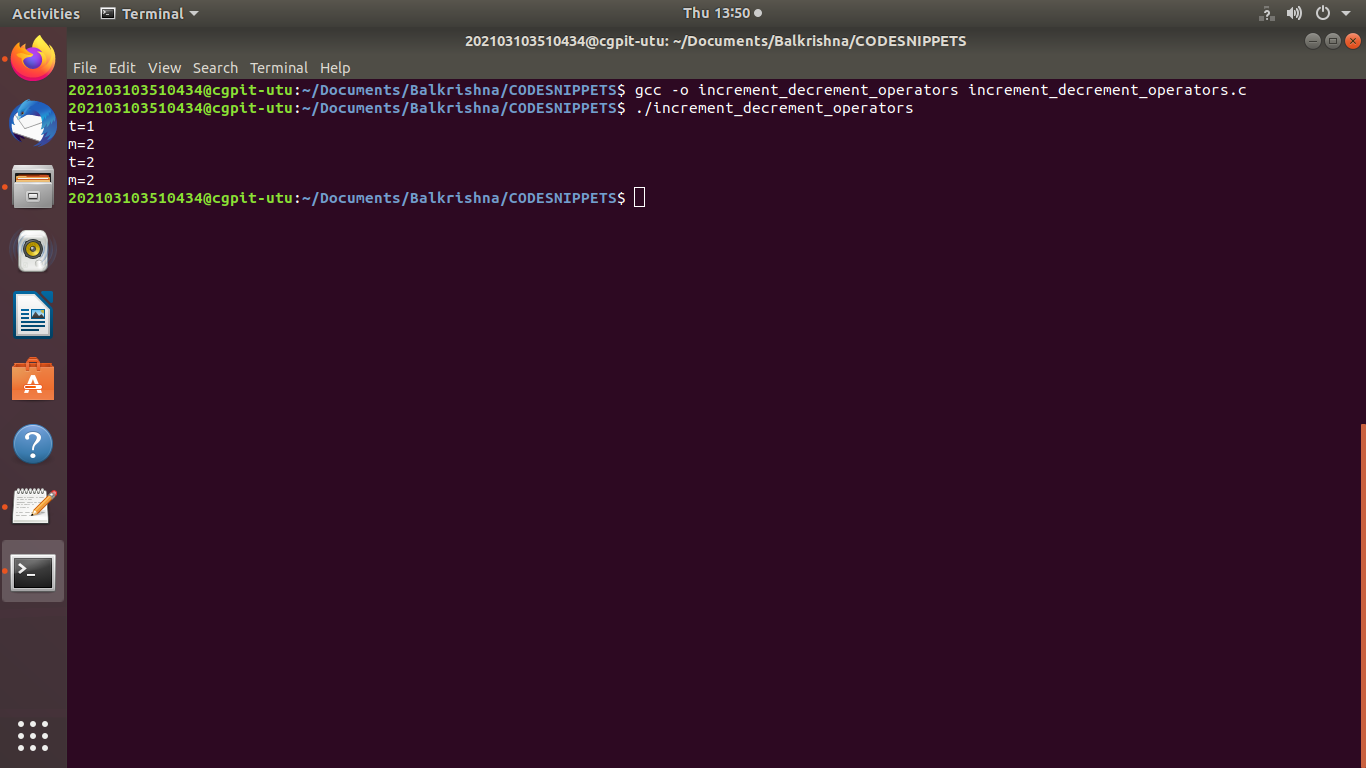 Activities Terminal Thu 13:50
202103103510434@cgpit-utu: ~/Documents/Balkrishna/CODESNIPPETS
File Edit View Search Terminal Help
202103103510434@cgpit-utu:~/Documents/Balkrishna/CODESNIPPETS$ gcc -o increment_decrement_operators increment_decrement_operators.c
202103103510434@cgpit-utu:~/Documents/Balkrishna/CODESNIPPETS$ ./increment_decrement_operators
t=1
m=2
t=2
m=2
202103103510434@cgpit-utu:~/Documents/Balkrishna/CODESNIPPETS$